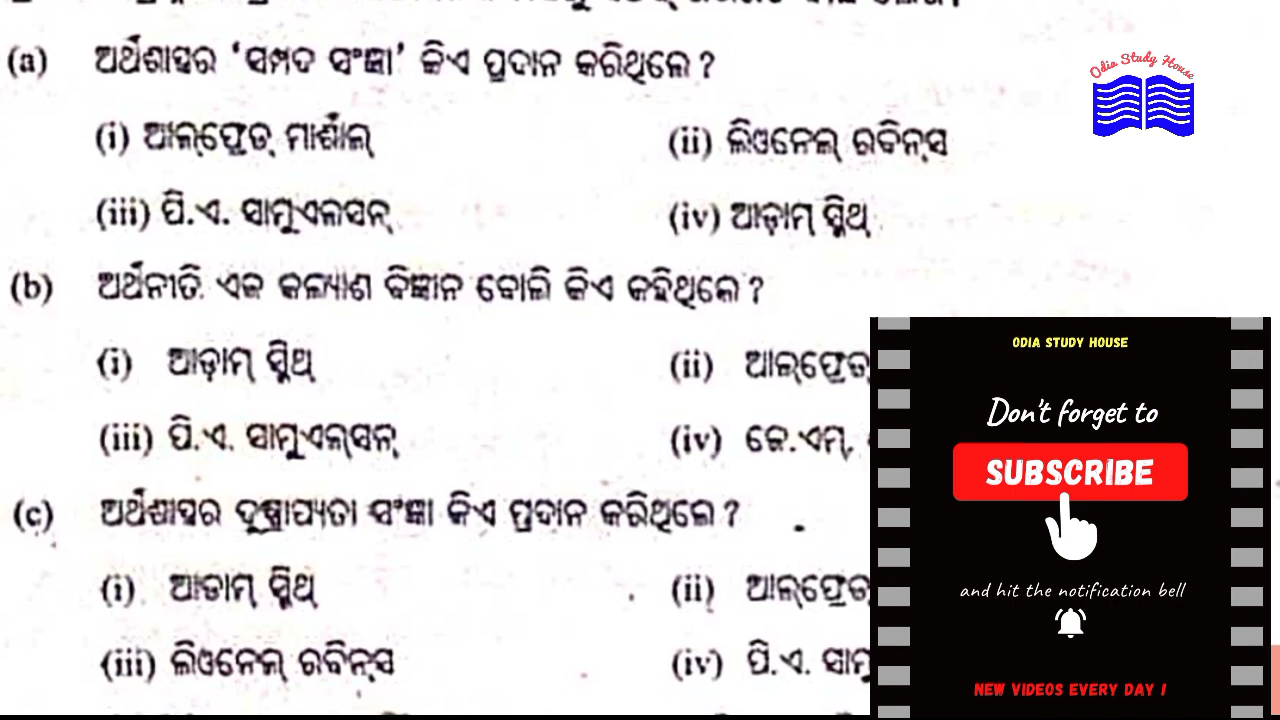 (a) ଅର୍ଥଶାସ୍ତ୍ରର ‘ସମ୍ପଦ ସଂଜ୍ଞା’ କିଏ ପ୍ରଦାନ କରିଥିଲେ ?
Odia Study House
(i) ଆଲ୍‌ଫ୍ରେଡ୍ ମାର୍ଶାଲ୍ (ii) ଲିଓନେଲ୍ ରବିନ୍‌ସ
(iii) ପି.ଏ. ସାମୁଏଲସନ୍ (iv) ଆଡ଼ାମ୍ ସ୍ମିଥ୍
(b) ଅର୍ଥନୀତି ଏକ କଲ୍ୟାଣ ବିଜ୍ଞାନ ବୋଲି କିଏ କହିଥିଲେ ?
(i) ଆଡ଼ାମ୍ ସ୍ମିଥ୍ (ii)
(iii) ପି.ଏ. ସାମୁଏଲ୍‌ସନ୍ (iv) ଜେ.ଏମ୍.
(c) ଅର୍ଥଶାସ୍ତ୍ରର ଦୁଷ୍ପ୍ରାପ୍ୟତା ସଂଜ୍ଞା କିଏ ପ୍ରଦାନ କରିଥିଲେ ?
(i) ଆଡାମ୍ ସ୍ମିଥ୍ (ii)
(iii) ଲିଓନେଲ୍ ରବିନ୍‌ସ (iv) ପି.ଏ.
ODIA STUDY HOUSE
Don't forget to
SUBSCRIBE
and hit the notification bell
NEW VIDEOS EVERY DAY !